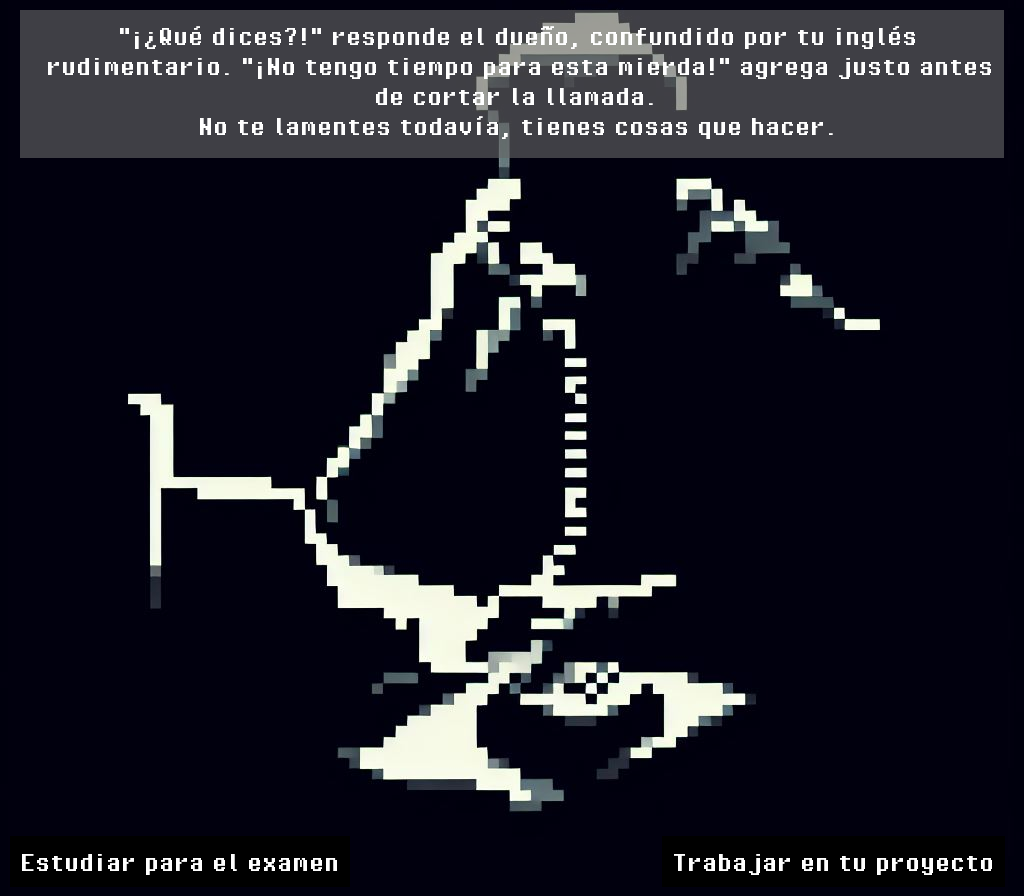 "¡¿Qué dices?!" responde el dueño, confundido por tu inglés
rudimentario. "¡No tengo tiempo para esta mierda!" agrega justo antes
de cortar la llamada.
No te lamentes todavía, tienes cosas que hacer.
Estudiar para el examen
Trabajar en tu proyecto